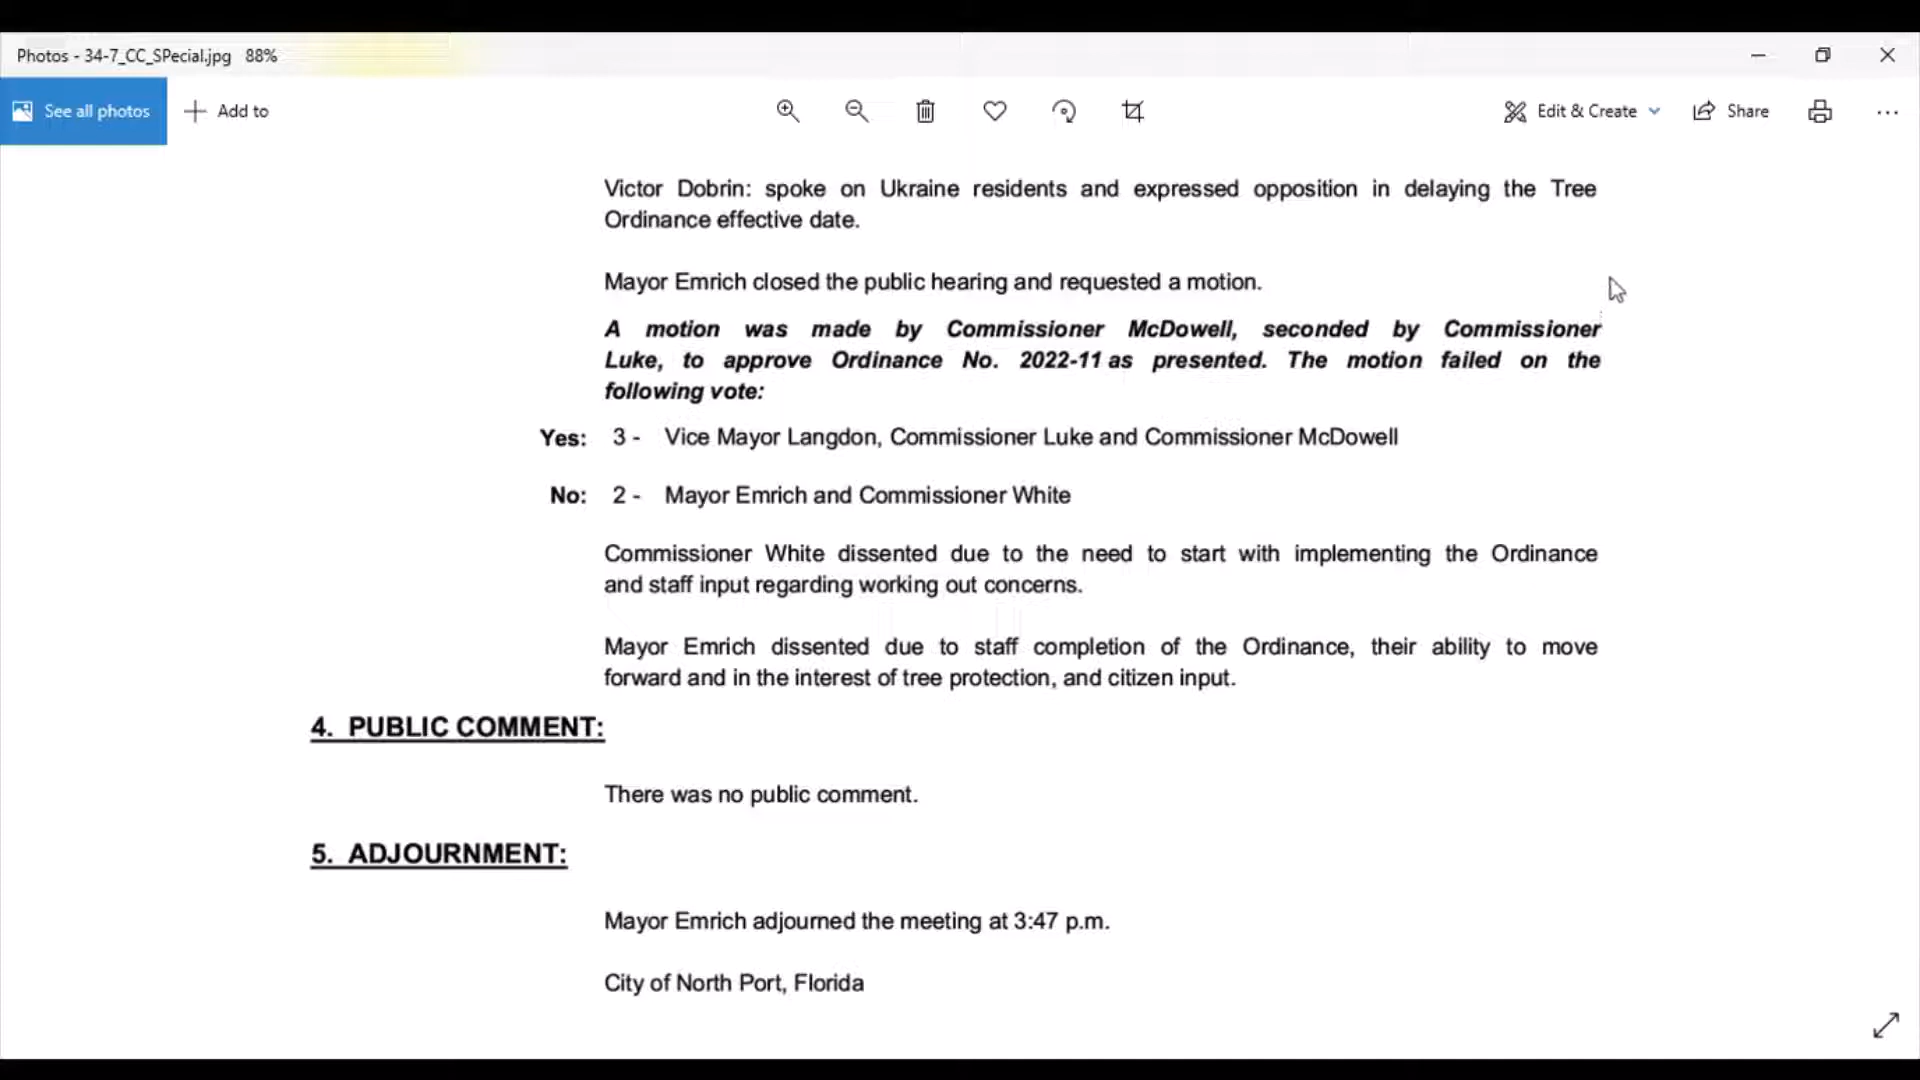 Photos - 34-7_CC_SPecial.jpg 88%
See all photos
Add to
Edit & Create
Share
Victor Dobrin: spoke on Ukraine residents and expressed opposition in delaying the Tree
Ordinance effective date.
Mayor Emrich closed the public hearing and requested a motion.
A motion was made by Commissioner McDowell, seconded by Commissioner
Luke, to approve Ordinance No. 2022-11 as presented. The motion failed on the
following vote:
Yes: 3 - Vice Mayor Langdon, Commissioner Luke and Commissioner McDowell
No: 2 - Mayor Emrich and Commissioner White
Commissioner White dissented due to the need to start with implementing the Ordinance
and staff input regarding working out concerns.
Mayor Emrich dissented due to staff completion of the Ordinance, their ability to move
forward and in the interest of tree protection, and citizen input.
4. PUBLIC COMMENT:
There was no public comment.
5. ADJOURNMENT:
Mayor Emrich adjourned the meeting at 3:47 p.m.
City of North Port, Florida